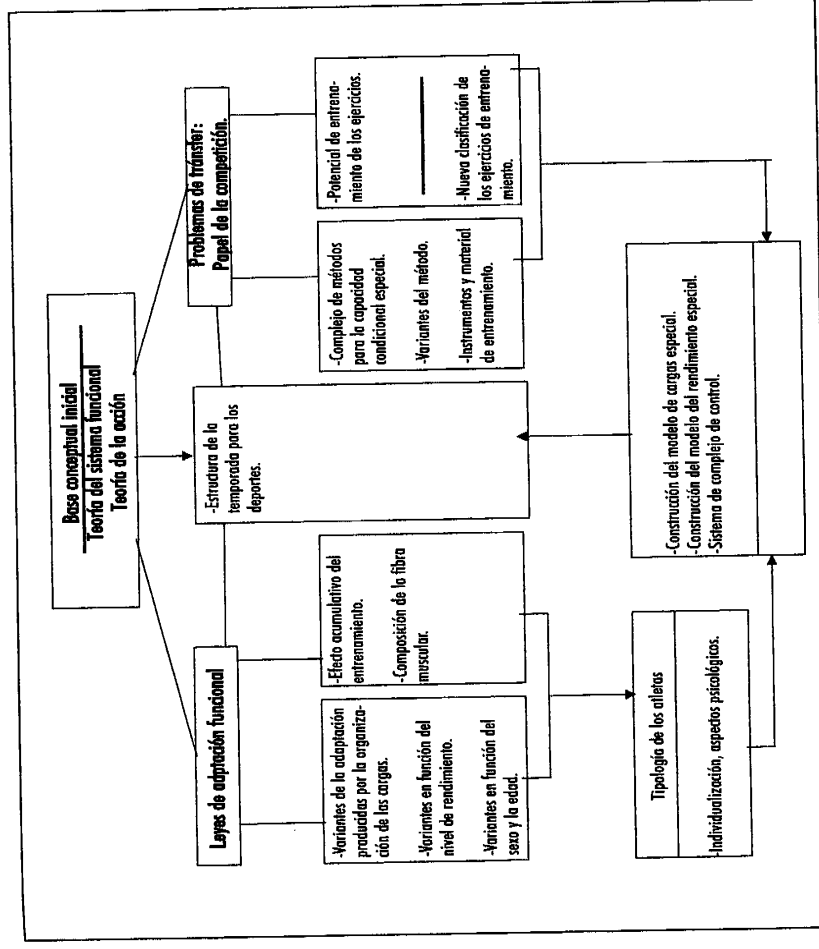 Base conceptual inicial
Teoría del sistema funcional
Teoría de la acción
Leyes de adaptación funcional
Problemas de transfer:
Papel de la competición.
-Variantes de la adaptación
producidas por la organiza-
ción de las cargas.
-Variantes en función del
nivel de rendimiento.
-Variantes en función del
sexo y la edad.
-Efecto acumulativo del
entrenamiento.
-Composición de la fibra
muscular.
-Estructura de la
temporada para los
deportes.
-Complejo de métodos
para la capacidad
condicional especial.
-Variantes del método.
-Instrumentos y material
de entrenamiento.
-Potencial de entrena-
miento de los ejercicios.
-Nueva clasificación de
los ejercicios de entrena-
miento.
Tipología de los atletas
-Individualización, aspectos psicológicos.
-Construcción del modelo de cargas especial.
-Construcción del modelo del rendimiento especial.
-Sistema de complejo de control.